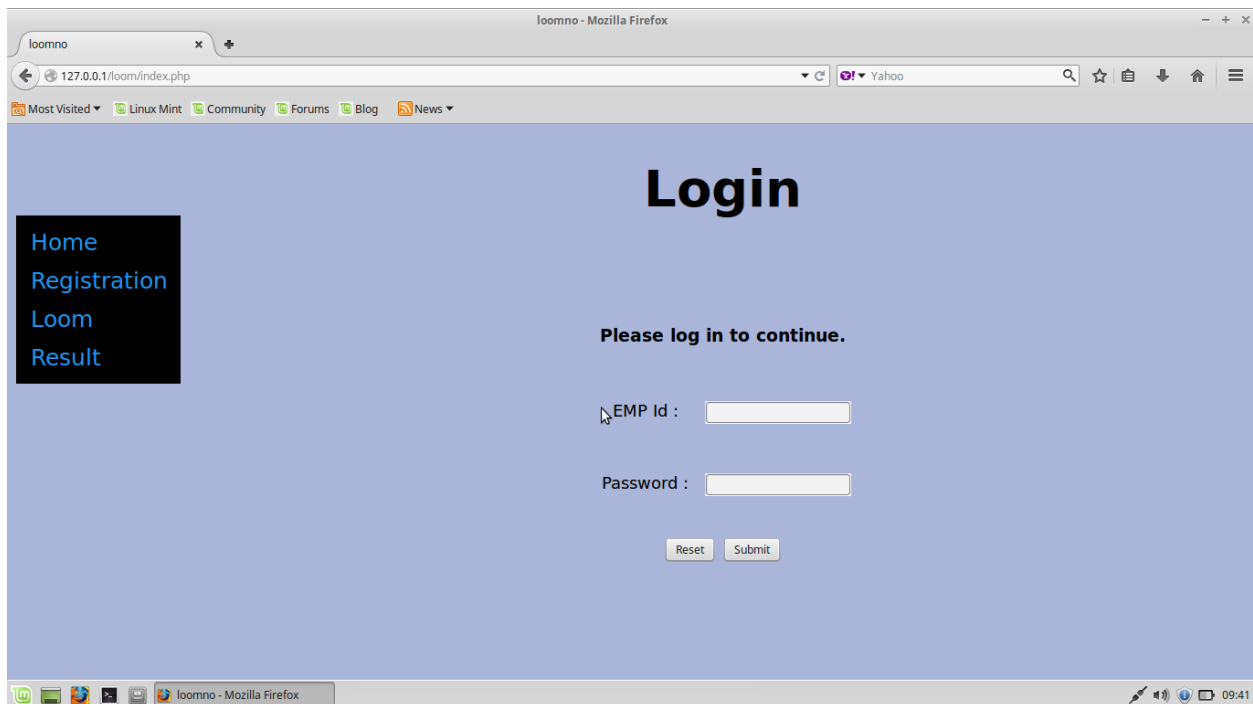 loomno - Mozilla Firefox
loomno
127.0.0.1/loom/index.php
Yahoo
Most Visited Linux Mint Community Forums Blog News
Login
Home
Registration
Loom
Result
Please log in to continue.
EMP Id :
Password :
Reset Submit
loomno - Mozilla Firefox
09:41